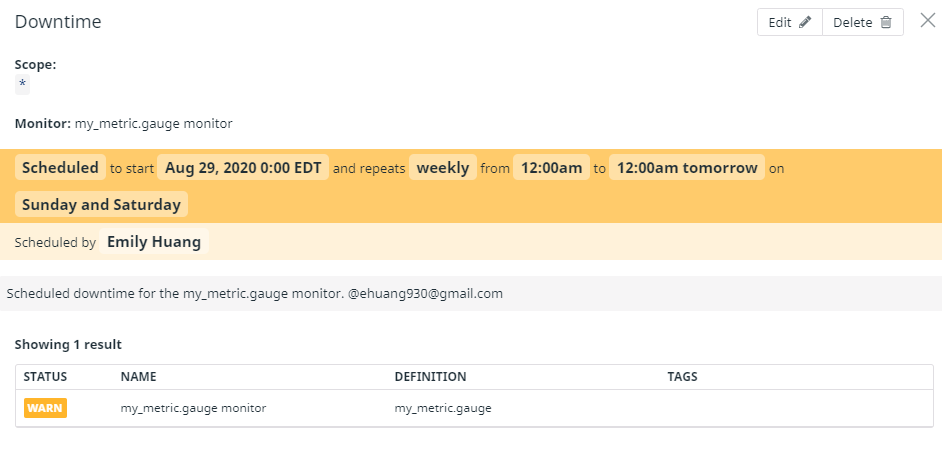 Downtime Edit Delete
Scope:
*
Monitor: my_metric.gauge monitor
Scheduled to start Aug 29, 2020 0:00 EDT and repeats weekly from 12:00am to 12:00am tomorrow on
Sunday and Saturday
Scheduled by Emily Huang
Scheduled downtime for the my_metric.gauge monitor. @ehuang930@gmail.com
Showing 1 result
STATUS NAME DEFINITION TAGS
WARN my_metric.gauge monitor my_metric.gauge